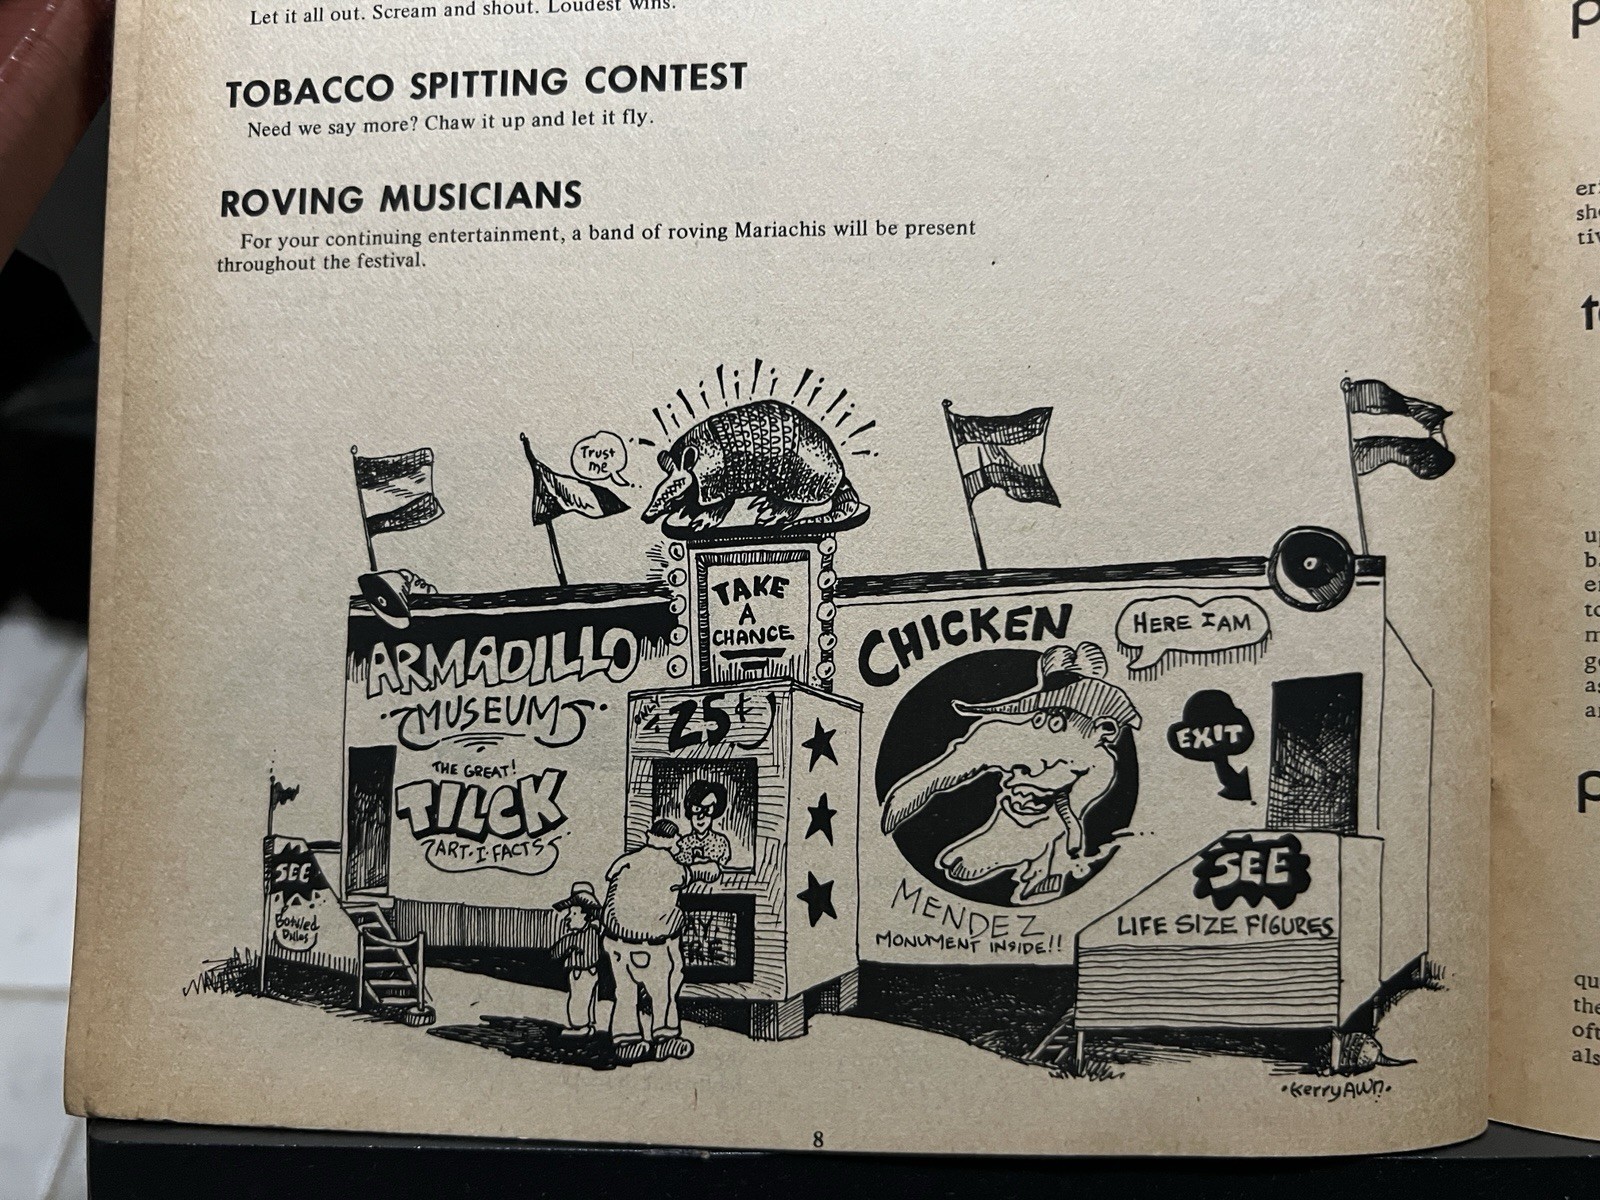 Let it all out. Scream and shout. Loudest wins.
TOBACCO SPITTING CONTEST
Need we say more? Chaw it up and let it fly.
ROVING MUSICIANS
For your continuing entertainment, a band of roving Mariachis will be present
throughout the festival.
Trust
me
TAKE
A
CHANCE
ARMADILLO
MUSEUM
THE GREAT!
TILCK
ART·I·FACTS
ONLY
25¢
SEE
Bottled
Dillos
CHICKEN
HERE I AM
EXIT
MENDEZ
MONUMENT INSIDE!!
SEE
LIFE SIZE FIGURES
·Kerry AWN·
8